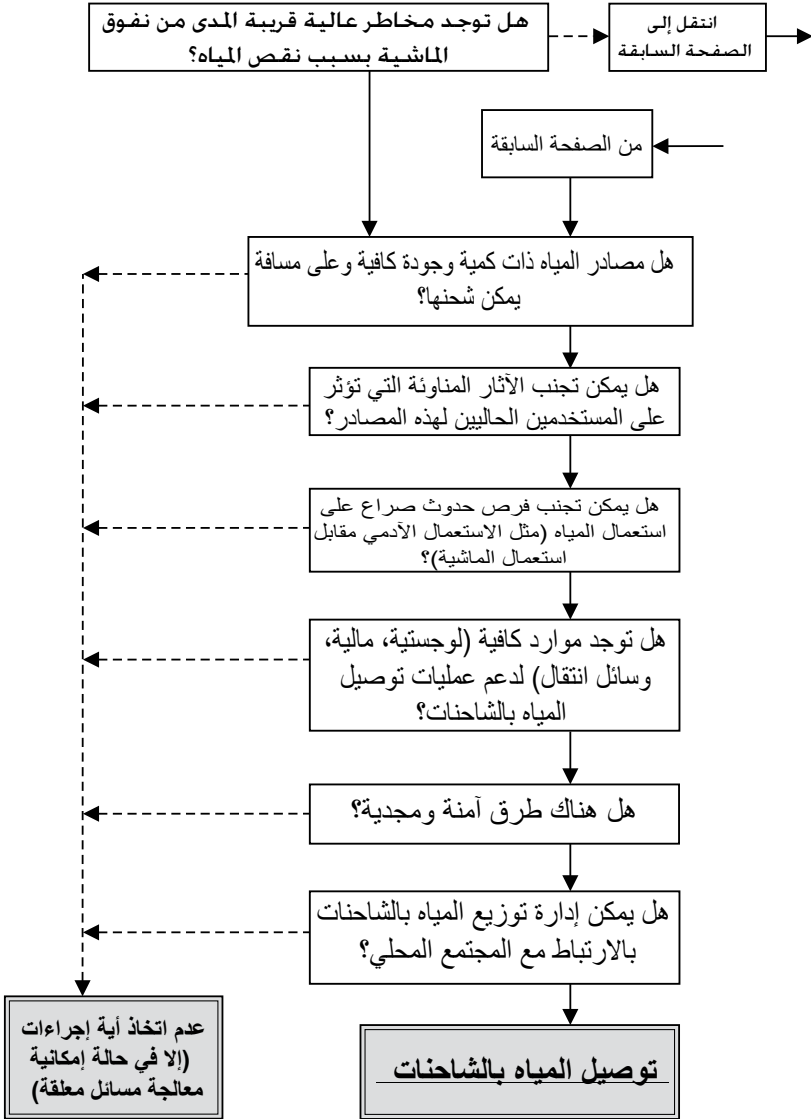 هل توجد مخاطر عالية قريبة المدى من نفوق
الماشية بسبب نقص المياه؟
انتقل إلى
الصفحة السابقة
من الصفحة السابقة
هل مصادر المياه ذات كمية وجودة كافية وعلى مسافة
يمكن شحنها؟
هل يمكن تجنب الآثار المناوئة التي تؤثر
على المستخدمين الحاليين لهذه المصادر؟
هل يمكن تجنب فرص حدوث صراع على
استعمال المياه (مثل الاستعمال الآدمي مقابل
استعمال الماشية)؟
هل توجد موارد كافية (لوجستية، مالية،
وسائل انتقال) لدعم عمليات توصيل
المياه بالشاحنات؟
هل هناك طرق آمنة ومجدية؟
هل يمكن إدارة توزيع المياه بالشاحنات
بالارتباط مع المجتمع المحلي؟
عدم اتخاذ أية إجراءات
(إلا في حالة إمكانية
معالجة مسائل معلقة)
توصيل المياه بالشاحنات